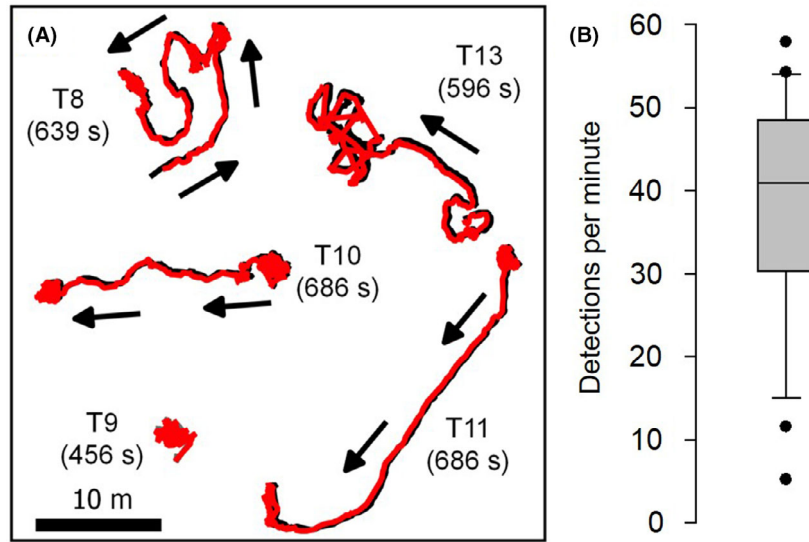 (A)
T8
(639 s)
T13
(596 s)
T10
(686 s)
T9
(456 s)
T11
(686 s)
10 m
(B)
Detections per minute
60
50
40
30
20
10
0